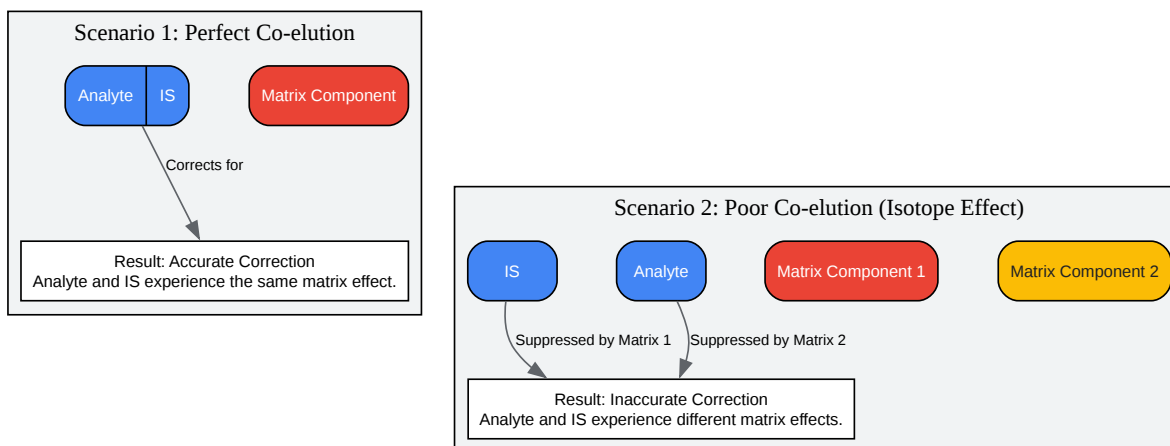 Scenario 1: Perfect Co-elution
Analyte
IS
Matrix Component
Corrects for
Result: Accurate Correction
Analyte and IS experience the same matrix effect.
Scenario 2: Poor Co-elution (Isotope Effect)
IS
Analyte
Matrix Component 1
Matrix Component 2
Suppressed by Matrix 1
Suppressed by Matrix 2
Result: Inaccurate Correction
Analyte and IS experience different matrix effects.